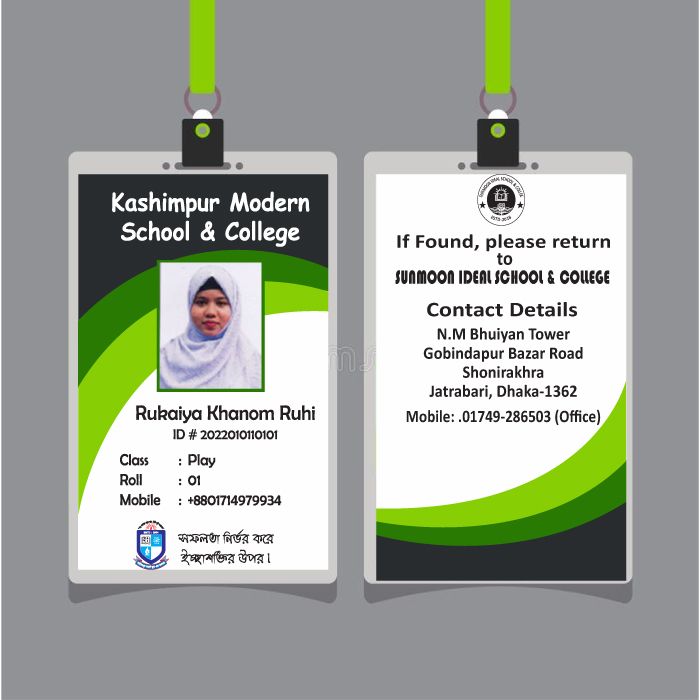 Kashimpur Modern
School & College
Rukaiya Khanom Ruhi
ID # 2022010110101
Class : Play
Roll : 01
Mobile : +8801714979934
সফলতা নির্ভর করে
ইচ্ছাশক্তির উপর।
If Found, please return
to
SUNMOON IDEAL SCHOOL & COLLEGE
Contact Details
N.M Bhuiyan Tower
Gobindapur Bazar Road
Shonirakhra
Jatrabari, Dhaka-1362
Mobile: .01749-286503 (Office)